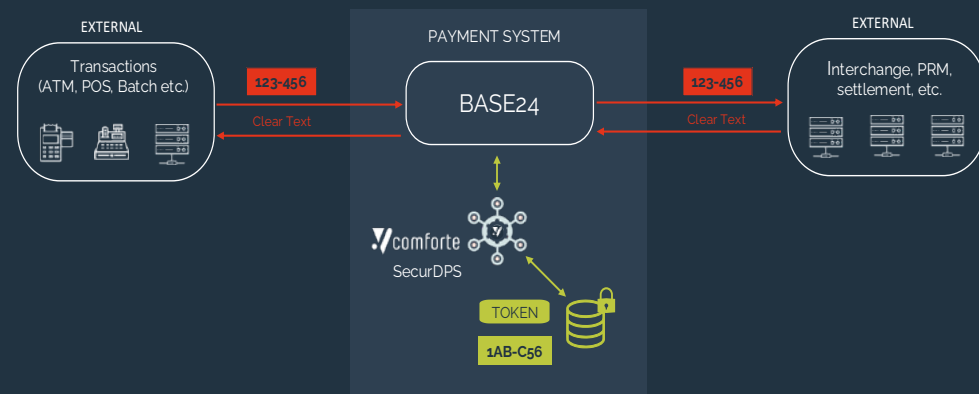 EXTERNAL
Transactions
(ATM, POS, Batch etc.)
123-456
Clear Text
PAYMENT SYSTEM
BASE24
EXTERNAL
Interchange, PRM,
settlement, etc.
123-456
Clear Text
comforte
SecurDPS
TOKEN
1AB-C56